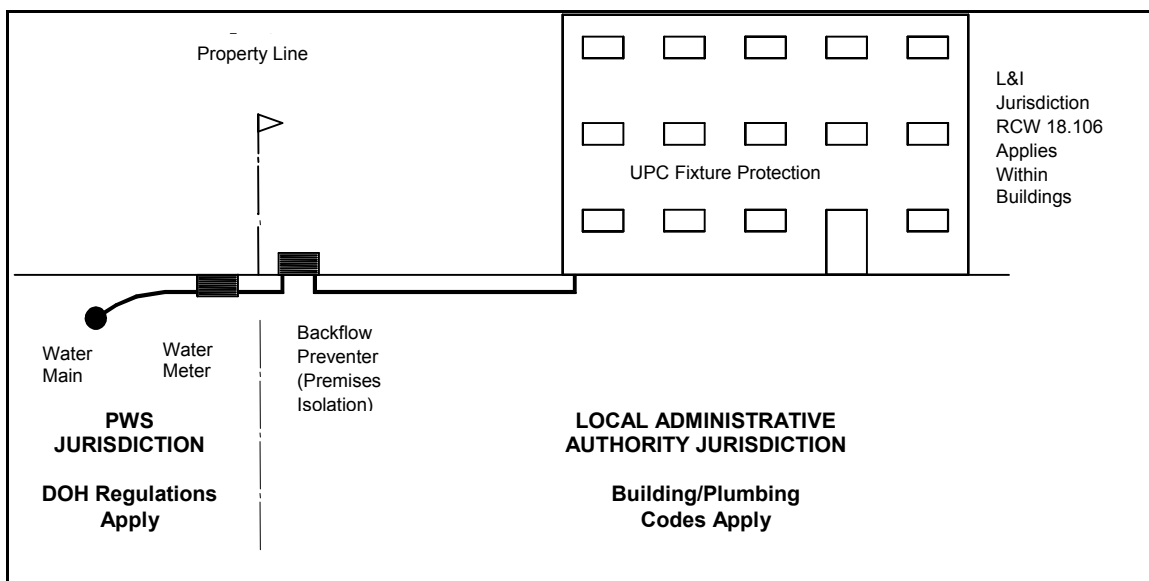 Property Line
L&I
Jurisdiction
RCW 18.106
Applies
Within
Buildings
UPC Fixture Protection
Water
Main
Water
Meter
Backflow
Preventer
(Premises
Isolation)
PWS
JURISDICTION
DOH Regulations
Apply
LOCAL ADMINISTRATIVE
AUTHORITY JURISDICTION
Building/Plumbing
Codes Apply